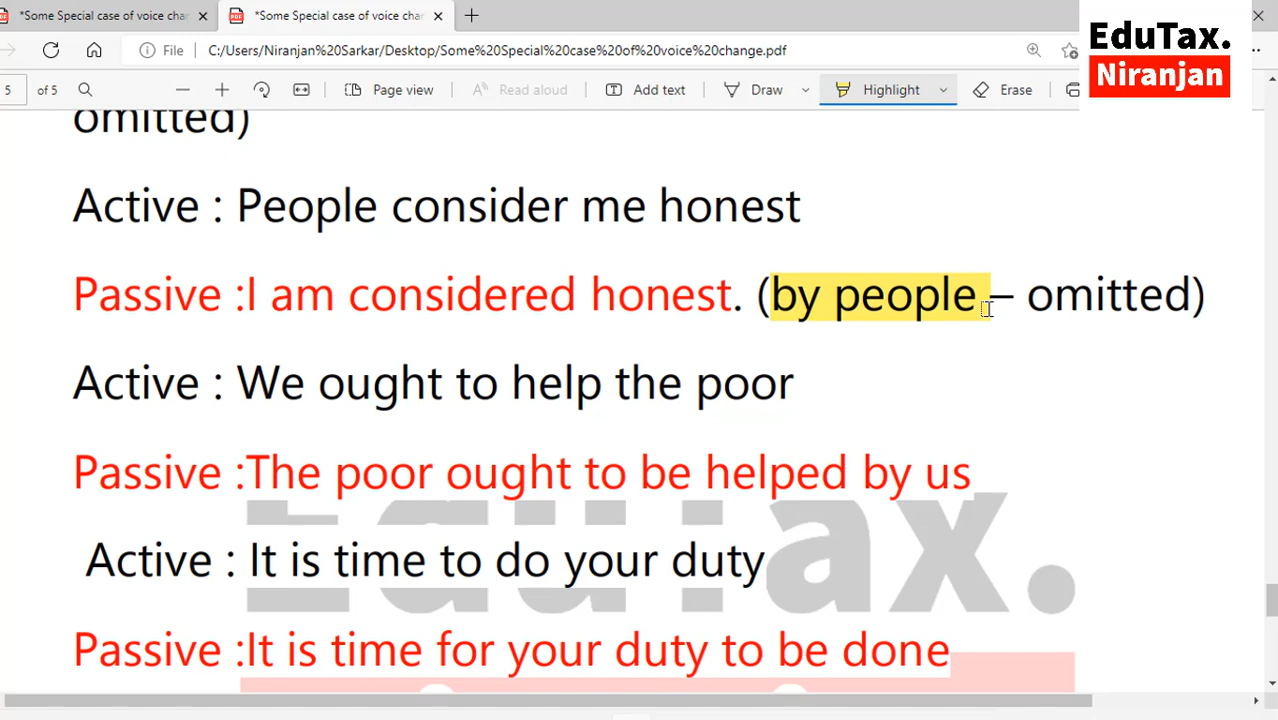 *Some Special case of voice char
*Some Special case of voice char
EduTax.
Niranjan
File
C:/Users/Niranjan%20Sarkar/Desktop/Some%20Special%20case%20of%20voice%20change.pdf
5 of 5
Page view
Read aloud
Add text
Draw
Highlight
Erase
omitted)
Active : People consider me honest
Passive :I am considered honest. (by people – omitted)
Active : We ought to help the poor
Passive :The poor ought to be helped by us
EduTax.
Active : It is time to do your duty
Passive :It is time for your duty to be done